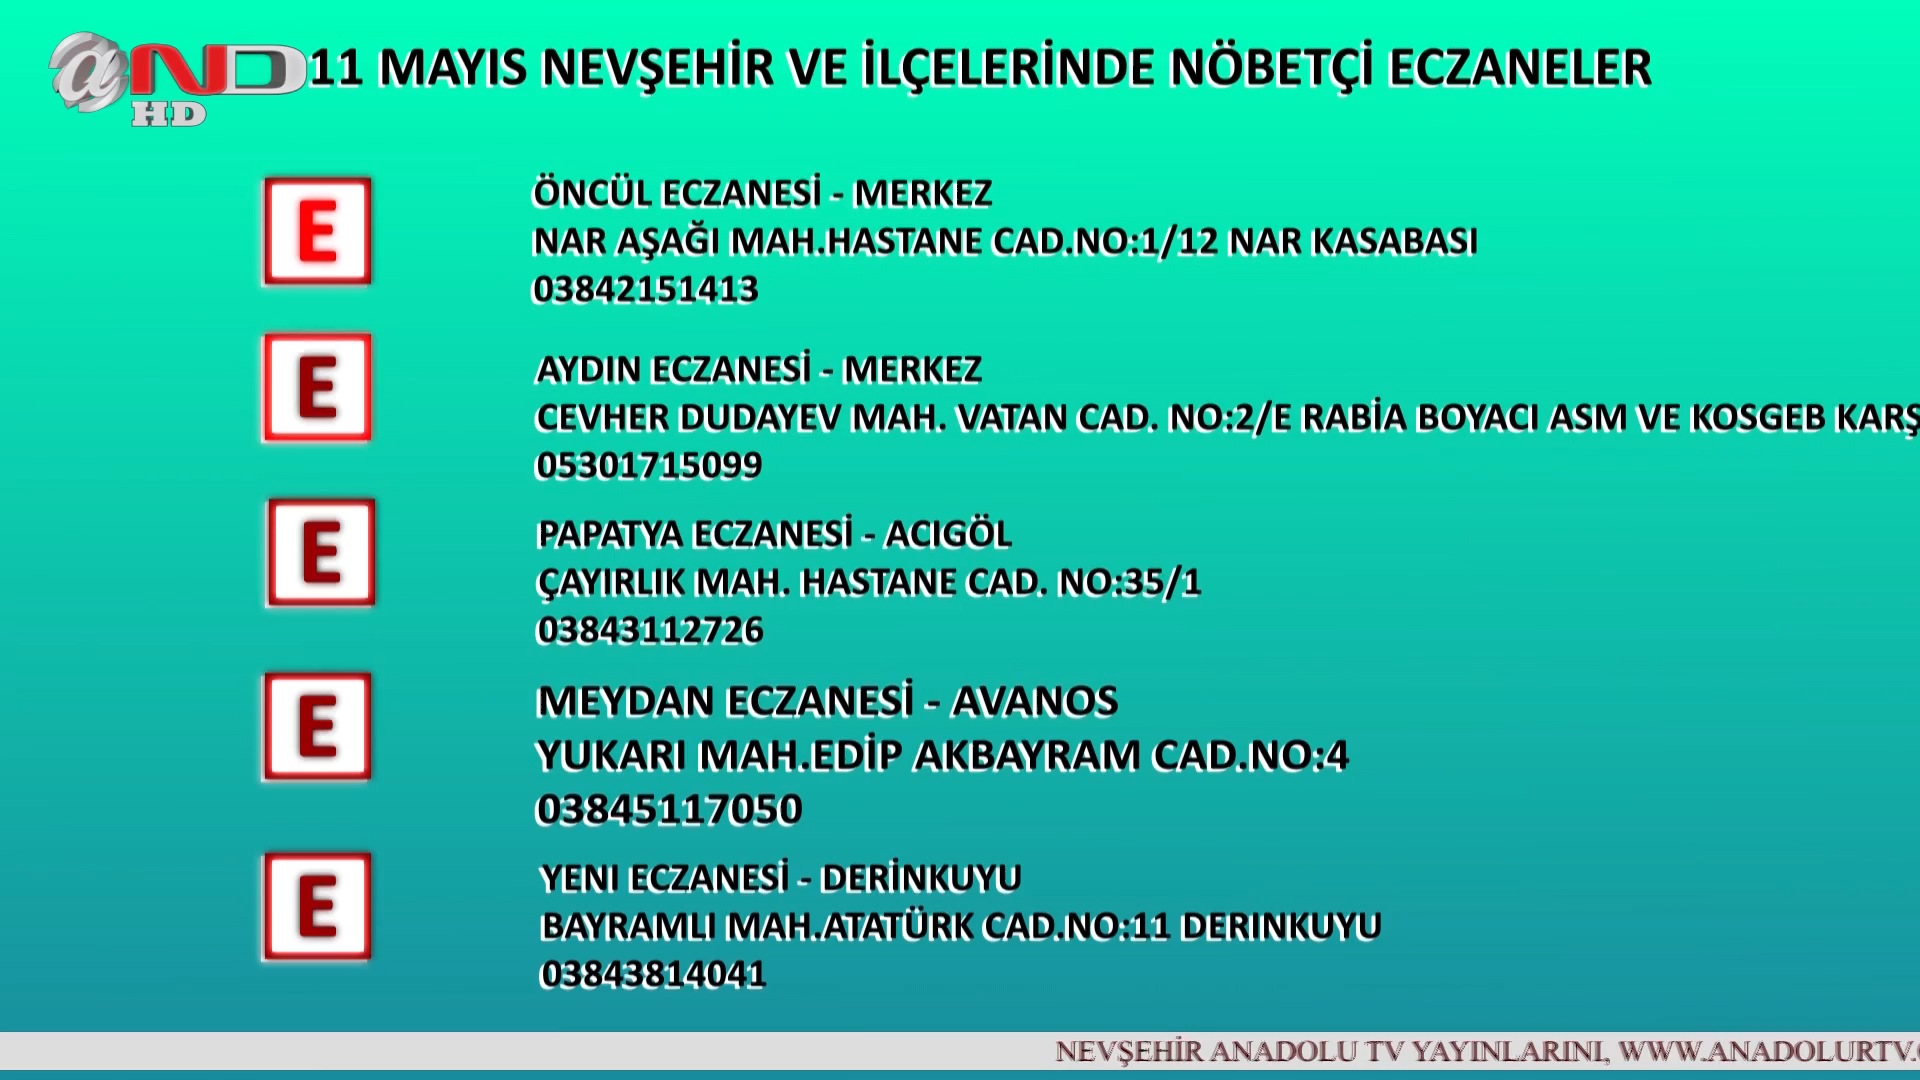 @ND
HD
11 MAYIS NEVŞEHİR VE İLÇELERİNDE NÖBETÇİ ECZANELER
E
ÖNCÜL ECZANESİ - MERKEZ
NAR AŞAĞI MAH.HASTANE CAD.NO:1/12 NAR KASABASI
03842151413
E
AYDIN ECZANESİ - MERKEZ
CEVHER DUDAYEV MAH. VATAN CAD. NO:2/E RABİA BOYACI ASM VE KOSGEB KARŞ
05301715099
E
PAPATYA ECZANESİ - ACIGÖL
ÇAYIRLIK MAH. HASTANE CAD. NO:35/1
03843112726
E
MEYDAN ECZANESİ - AVANOS
YUKARI MAH.EDİP AKBAYRAM CAD.NO:4
03845117050
E
YENI ECZANESİ - DERİNKUYU
BAYRAMLI MAH.ATATÜRK CAD.NO:11 DERINKUYU
03843814041
NEVŞEHİR ANADOLU TV YAYINLARINI, WWW.ANADOLURTV.